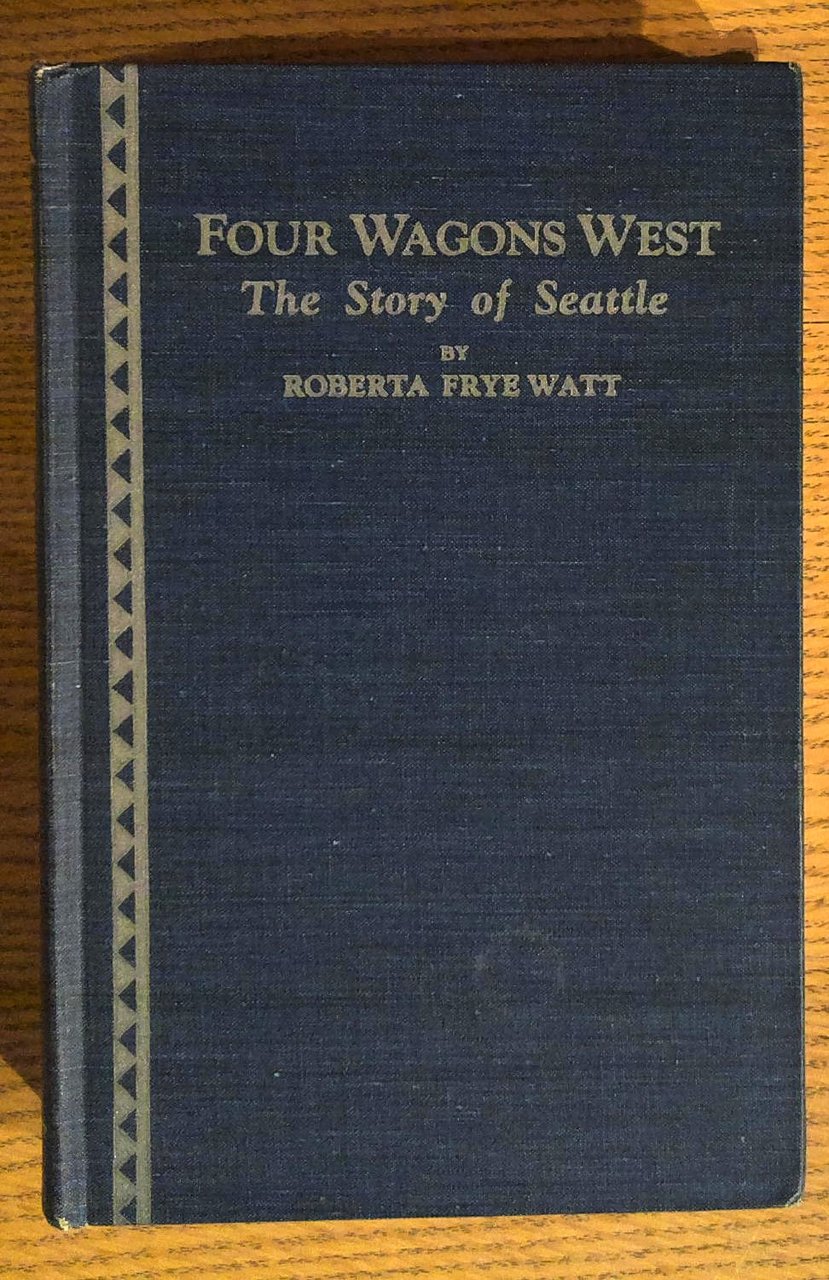 FOUR WAGONS WEST
The Story of Seattle
BY
ROBERTA FRYE WATT